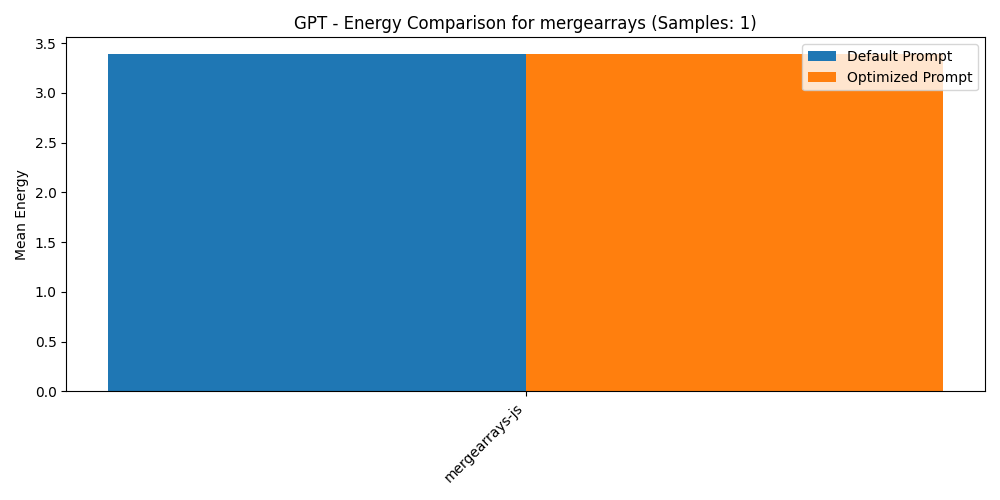 GPT - Energy Comparison for mergearrays (Samples: 1)
Default Prompt
Optimized Prompt
Mean Energy
3.5
3.0
2.5
2.0
1.5
1.0
0.5
0.0
mergearrays-js